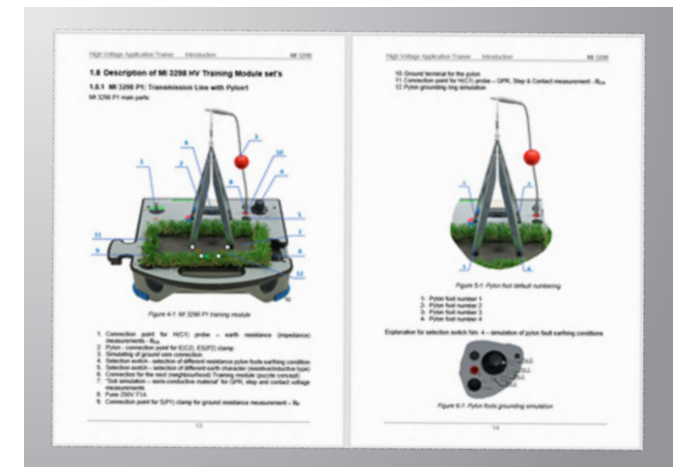 High Voltage Application Trainer Introduction MI 3298
1.8 Description of MI 3298 HV Training Module set's
1.8.1 MI 3298 P1: Transmission Line with Pylon1
MI 3298 P1 main parts:
Figure 4-1: MI 3298 P1 training module
1. Connection point for H(C1) probe – earth resistance (impedance)
measurements -
2. Pylon – connection point for E(C2), ES(P2) clamp
3. Simulating of ground wire connection
4. Selection switch – selection of different resistance pylon foots earthing condition
5. Selection switch – selection of different earth character (resistive/inductive type)
6. Connection for the next (neighbourhood) Training module (puzzle concept)
7. "Soil simulation – semi-conductive material" for GPR, step and contact voltage
measurements
8. Fuse 250V T1A
9. Connection point for S(P1) clamp for ground resistance measurement –
13
High Voltage Application Trainer Introduction MI 3298
10. Ground terminal for the pylon
11. Connection point for H(C1) probe – GPR, Step & Contact measurement -
12. Pylon grounding ring simulation
Figure 5-1: Pylon foot default numbering
1- Pylon foot number 1
2- Pylon foot number 2
3- Pylon foot number 3
4- Pylon foot number 4
Explanation for selection switch 4 – simulation of pylon fault earthing conditions
Figure 6-1: Pylon foots grounding simulation
14